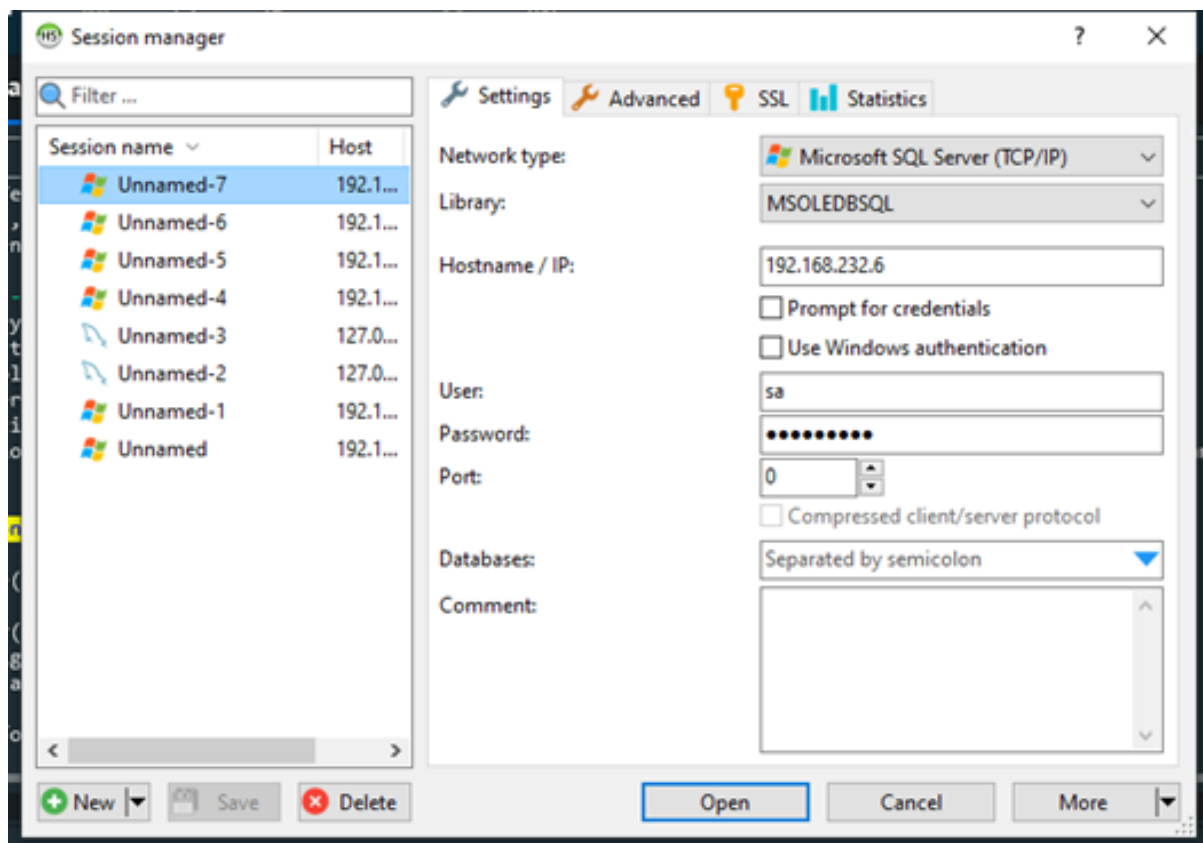 HS Session manager ? ×
Filter ...
Session name Host
Unnamed-7 192.1...
Unnamed-6 192.1...
Unnamed-5 192.1...
Unnamed-4 192.1...
Unnamed-3 127.0...
Unnamed-2 127.0...
Unnamed-1 192.1...
Unnamed 192.1...
New Save Delete
Settings Advanced SSL Statistics
Network type: Microsoft SQL Server (TCP/IP)
Library: MSOLEDBSQL
Hostname / IP: 192.168.232.6
Prompt for credentials
Use Windows authentication
User: sa
Password: •••••••••
Port: 0
Compressed client/server protocol
Databases: Separated by semicolon
Comment:
Open Cancel More